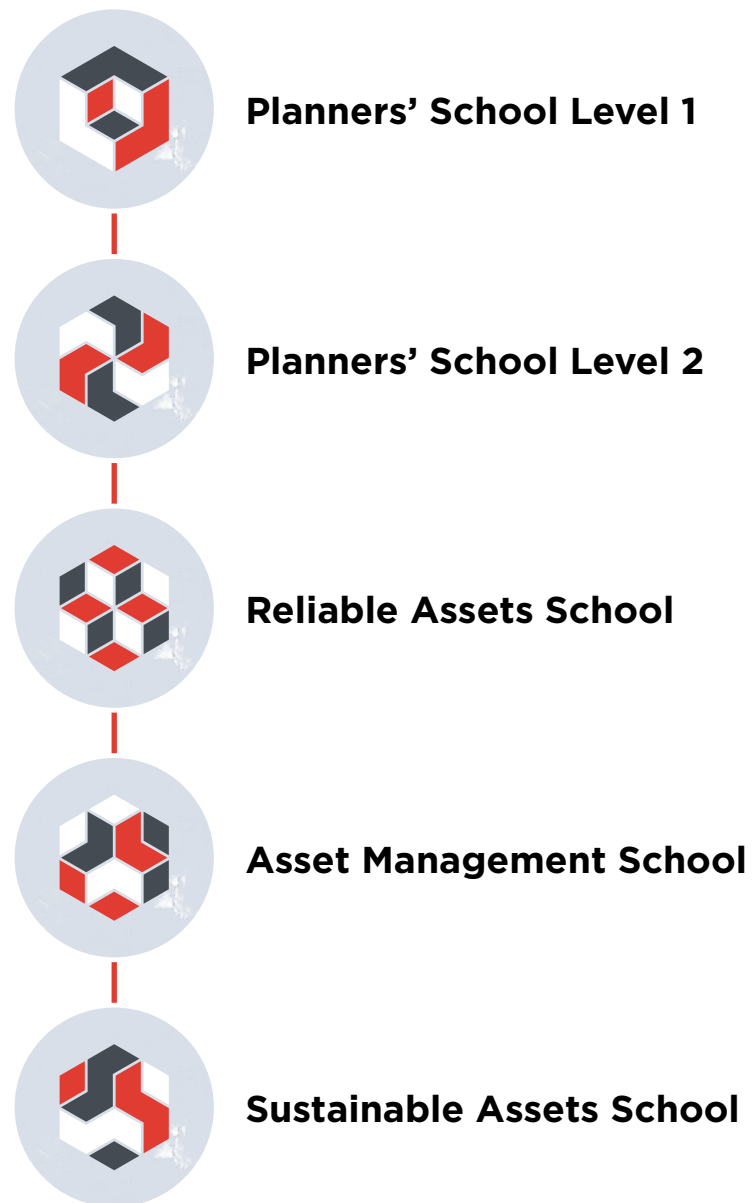 Planners’ School Level 1
Planners’ School Level 2
Reliable Assets School
Asset Management School
Sustainable Assets School